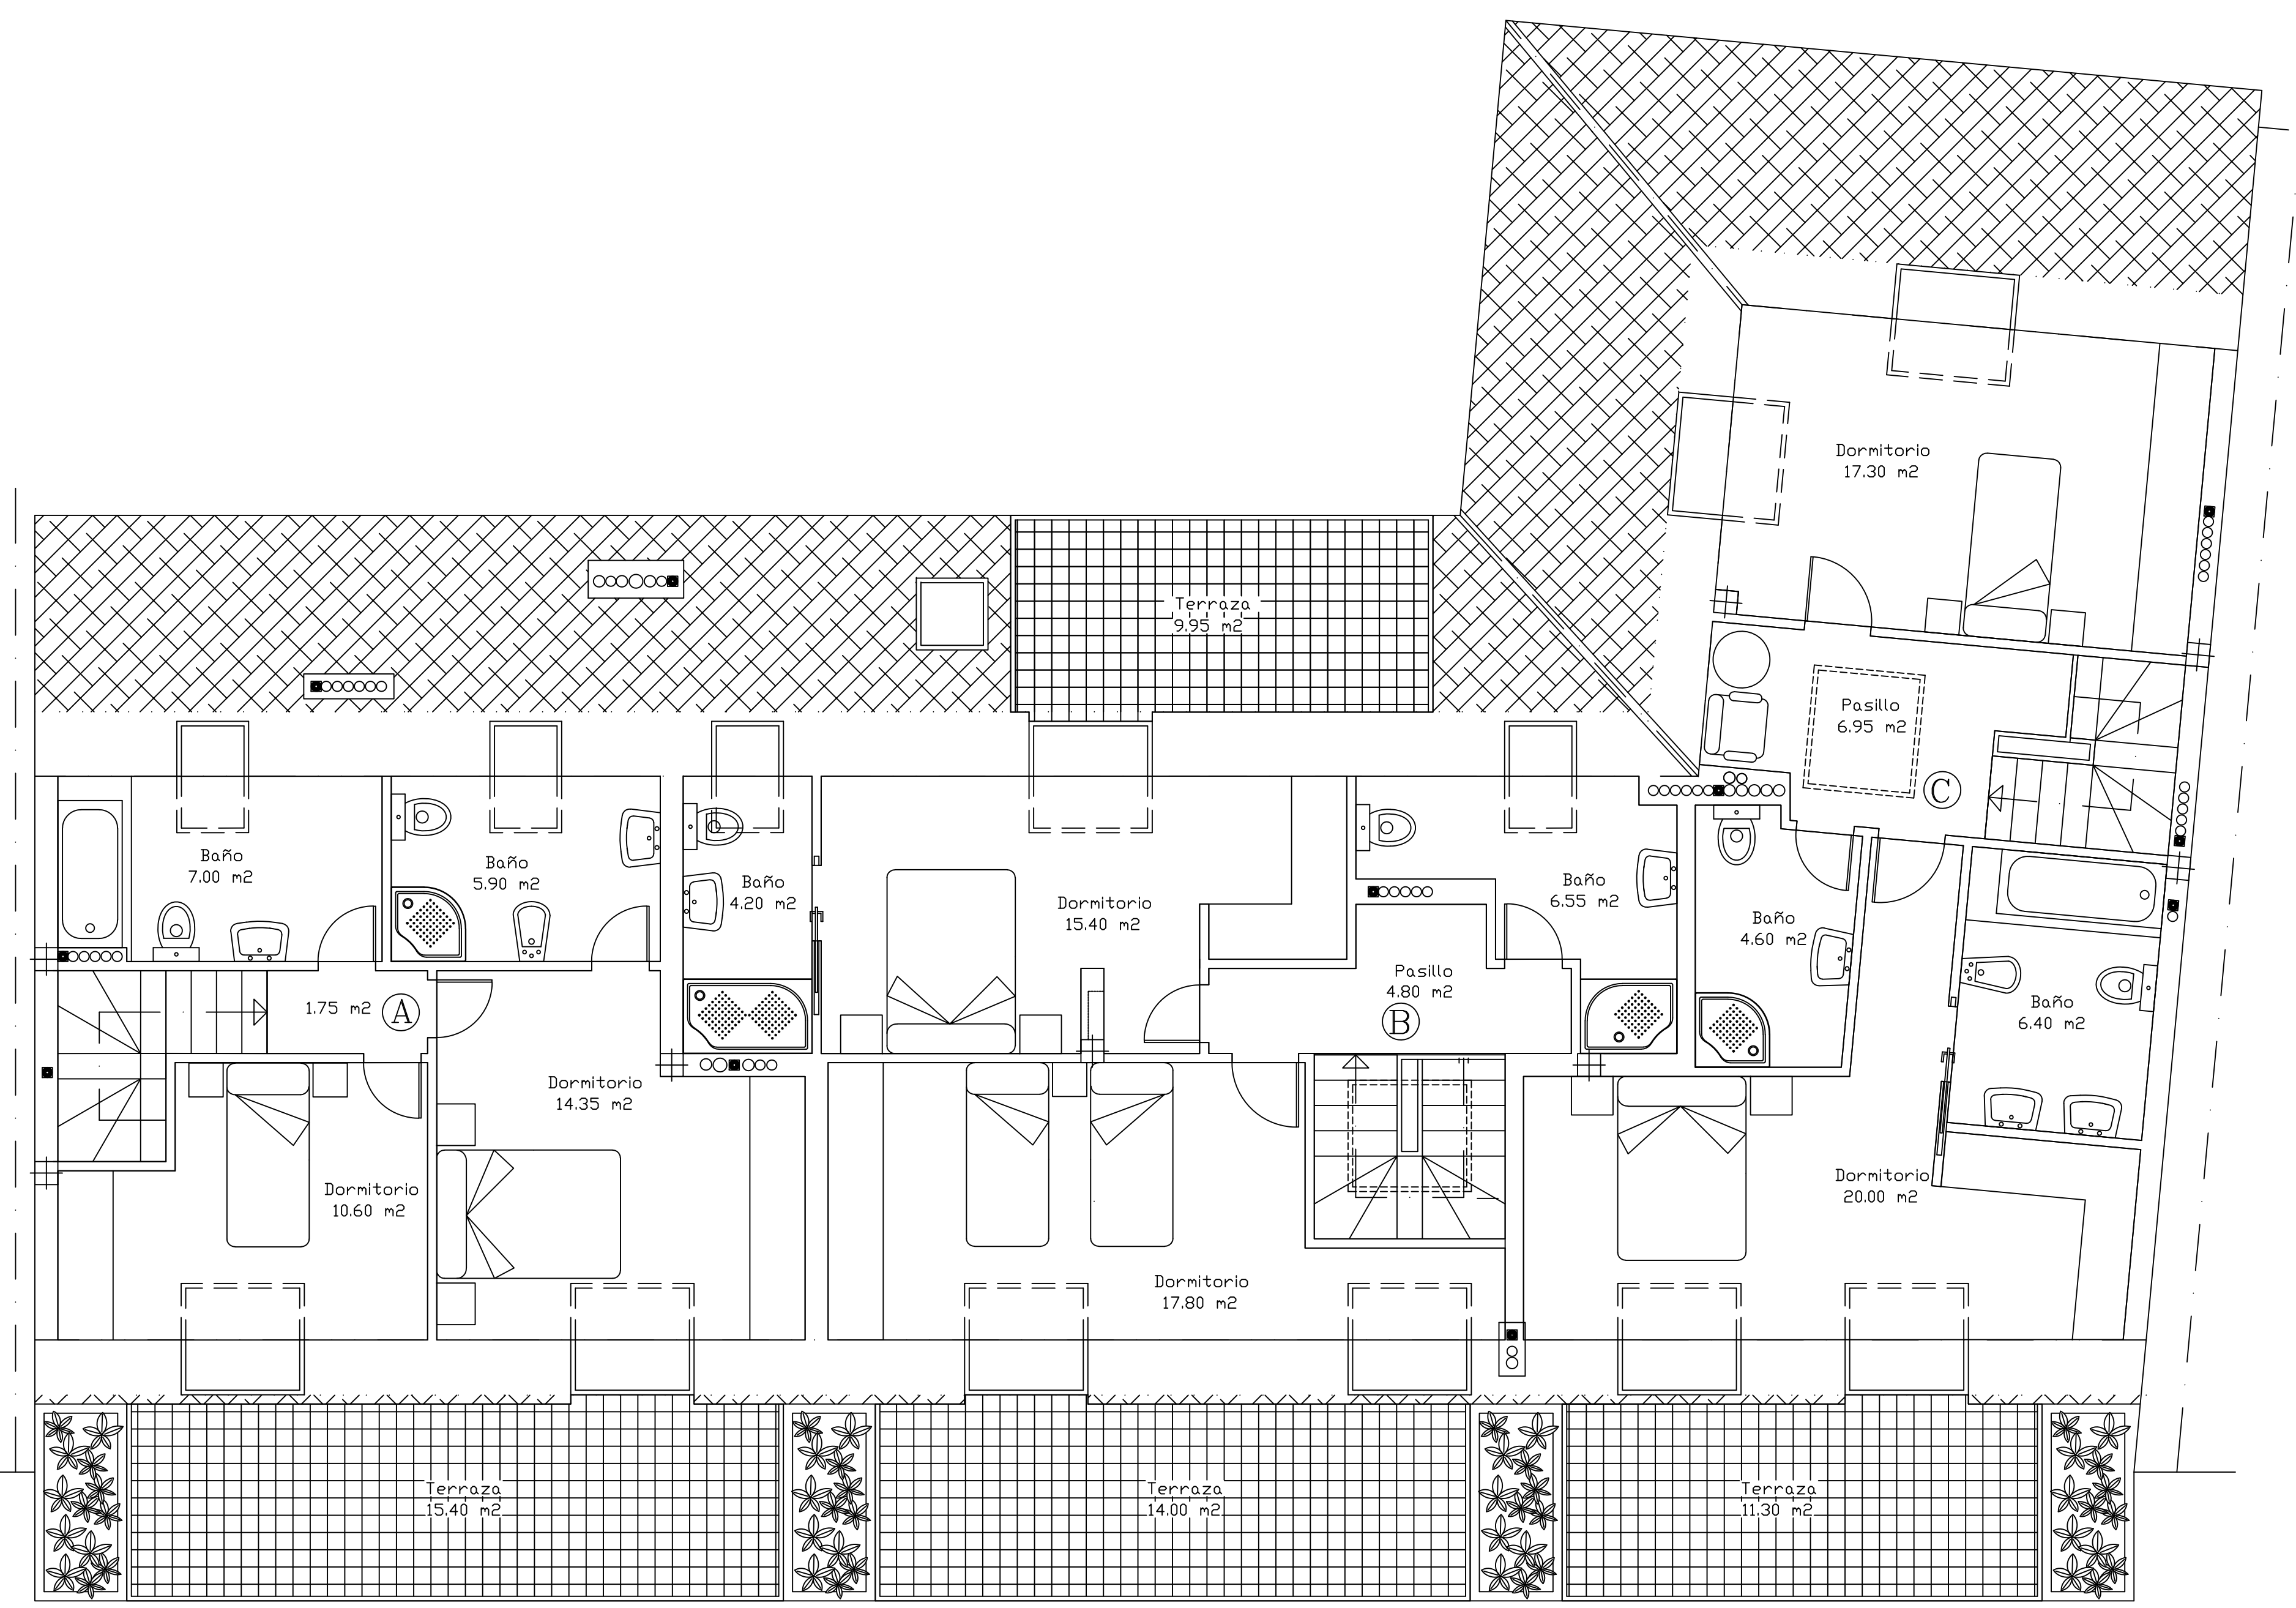 Dormitorio
17.30 m2
Terraza
9.95 m2
Pasillo
6.95 m2
C
Baño
7.00 m2
Baño
5.90 m2
Baño
4.20 m2
Dormitorio
15.40 m2
Baño
6.55 m2
Baño
4.60 m2
Pasillo
4.80 m2
B
1.75 m2
A
Baño
6.40 m2
Dormitorio
14.35 m2
Dormitorio
10.60 m2
Dormitorio
20.00 m2
Dormitorio
17.80 m2
Terraza
15.40 m2
Terraza
14.00 m2
Terraza
11.30 m2